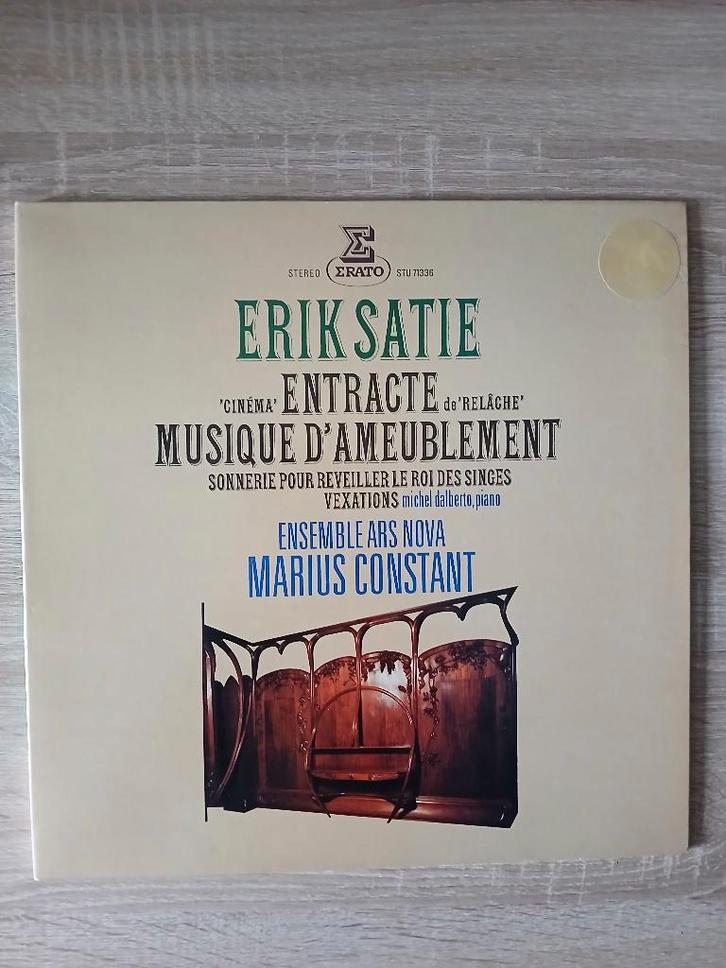 Σ
STEREO ΣRATO STU 71336
ERIK SATIE
'CINÉMA' ENTRACTE de 'RELÂCHE'
MUSIQUE D'AMEUBLEMENT
SONNERIE POUR REVEILLER LE ROI DES SINGES
VEXATIONS michel dalberto, piano
ENSEMBLE ARS NOVA
MARIUS CONSTANT